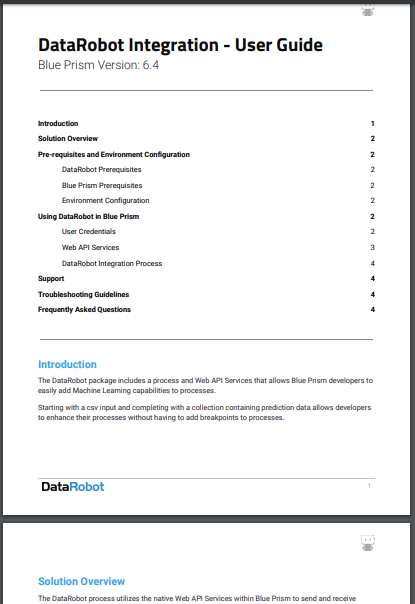 DataRobot Integration - User Guide
Blue Prism Version: 6.4
Introduction 1
Solution Overview 2
Pre-requisites and Environment Configuration 2
DataRobot Prerequisites 2
Blue Prism Prerequisites 2
Environment Configuration 2
Using DataRobot in Blue Prism 2
User Credentials 2
Web API Services 3
DataRobot Integration Process 4
Support 4
Troubleshooting Guidelines 4
Frequently Asked Questions 4
Introduction
The DataRobot package includes a process and Web API Services that allows Blue Prism developers to
easily add Machine Learning capabilities to processes.
Starting with a csv input and completing with a collection containing prediction data allows developers
to enhance their processes without having to add breakpoints to processes.
DataRobot 1
Solution Overview
The DataRobot process utilizes the native Web API Services within Blue Prism to send and receive